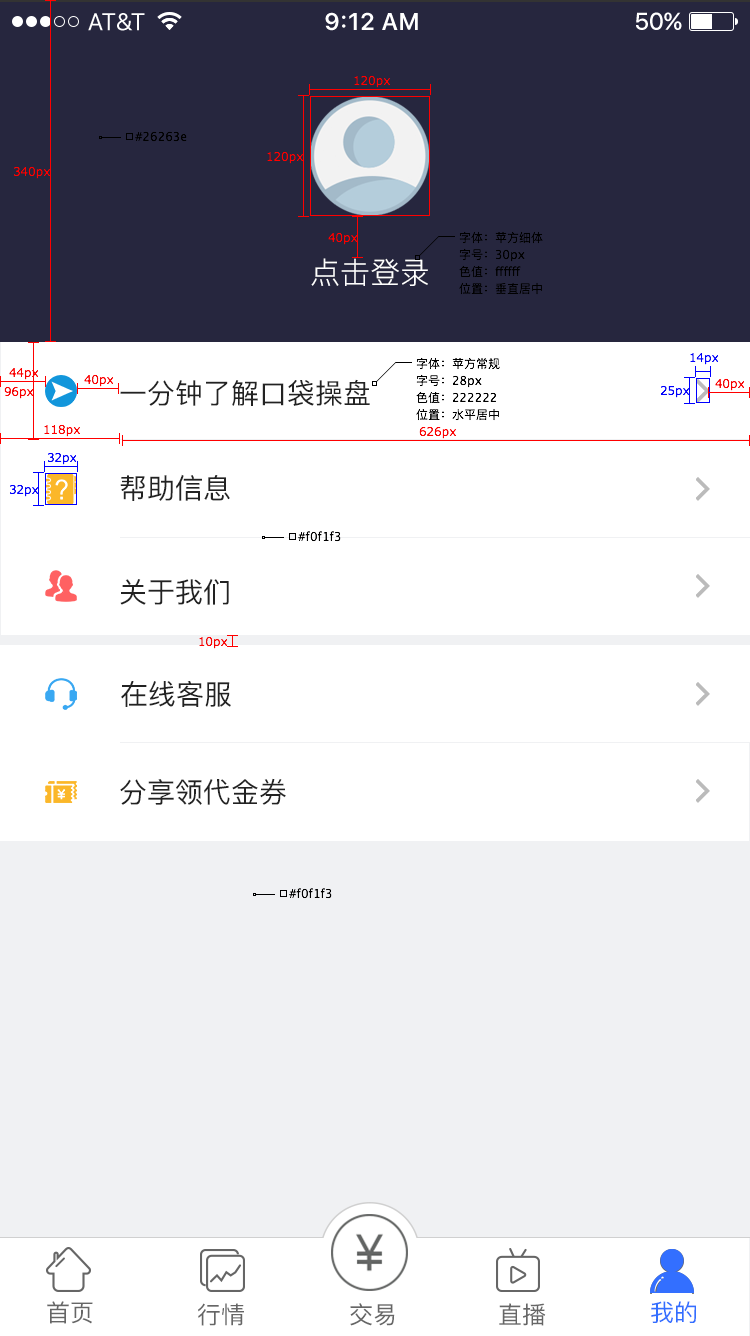 AT&T 9:12 AM 50%
120px
#26263e
120px
340px
40px
字体：苹方细体
字号：30px
色值：ffffff
位置：垂直居中
点击登录
14px
字体：苹方常规
字号：28px
色值：222222
位置：水平居中
44px
40px
96px
25px
40px
一分钟了解口袋操盘
118px
626px
32px
32px
帮助信息
#f0f1f3
关于我们
10px
在线客服
¥
分享领代金券
#f0f1f3
¥
首页 行情 交易 直播 我的